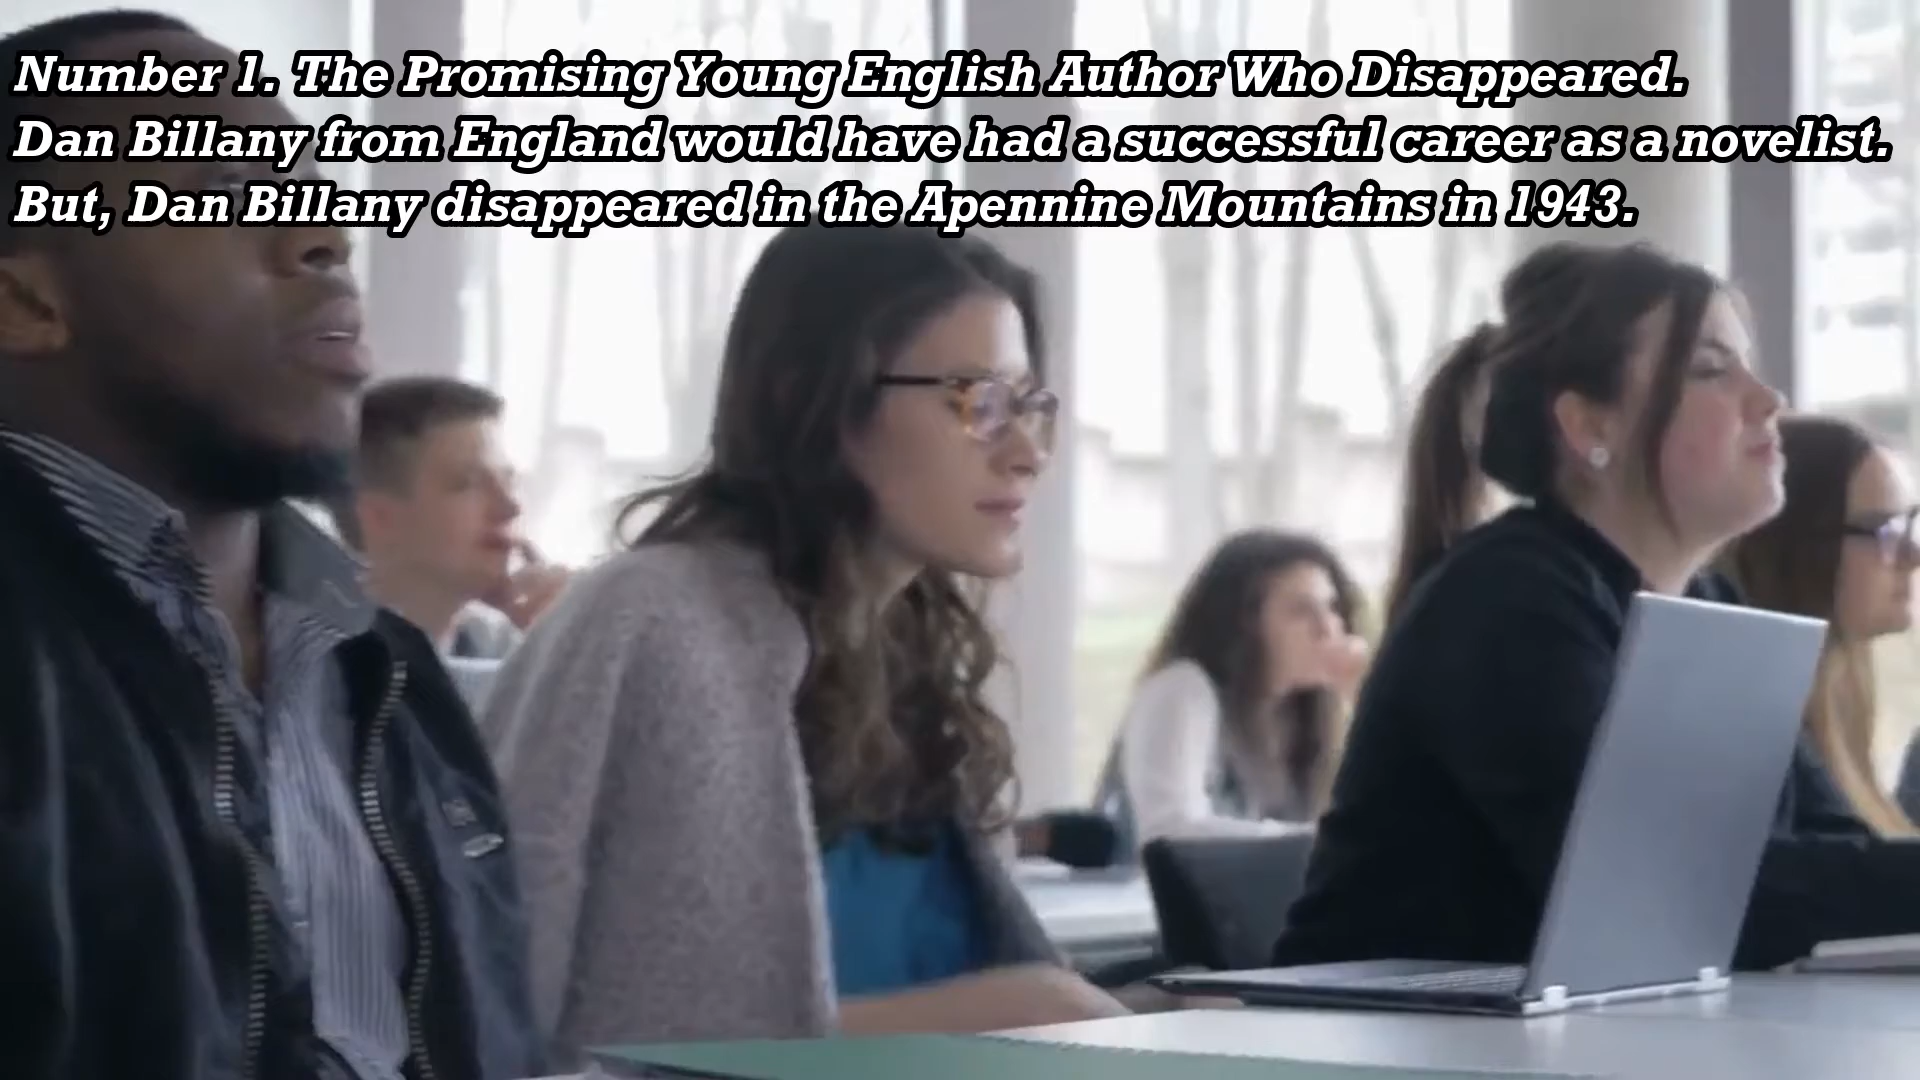 Number 1. The Promising Young English Author Who Disappeared.
Dan Billany from England would have had a successful career as a novelist.
But, Dan Billany disappeared in the Apennine Mountains in 1943.